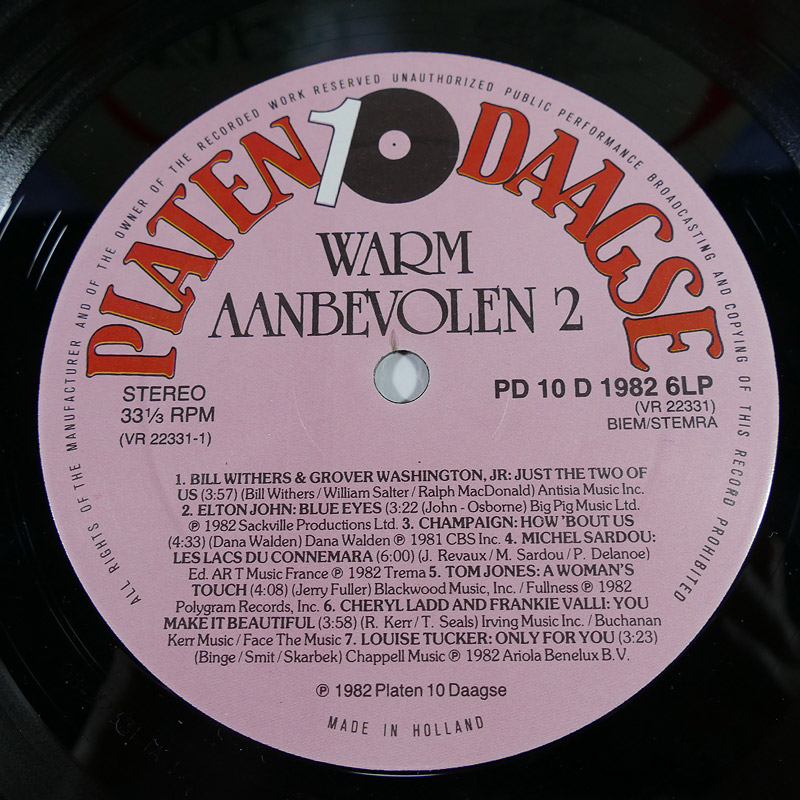 ALL RIGHTS OF THE MANUFACTURER AND OF THE OWNER OF THE RECORDED WORK RESERVED UNAUTHORIZED PUBLIC PERFORMANCE BROADCASTING AND COPYING OF THIS RECORD PROHIBITED
PLATEN 10 DAAGSE
WARM
AANBEVOLEN 2
STEREO
33⅓ RPM
(VR 22331-1)
PD 10 D 1982 6LP
(VR 22331)
BIEM/STEMRA
1. BILL WITHERS & GROVER WASHINGTON, JR: JUST THE TWO OF
US (3:57) (Bill Withers / William Salter / Ralph MacDonald) Antisia Music Inc.
2. ELTON JOHN: BLUE EYES (3:22 (John - Osborne) Big Pig Music Ltd.
℗ 1982 Sackville Productions Ltd. 3. CHAMPAIGN: HOW 'BOUT US
(4:33) (Dana Walden) Dana Walden ℗ 1981 CBS Inc. 4. MICHEL SARDOU:
LES LACS DU CONNEMARA (6:00) (J. Revaux / M. Sardou / P. Delanoe)
Ed. ART Music France ℗ 1982 Trema 5. TOM JONES: A WOMAN'S
TOUCH (4:08) (Jerry Fuller) Blackwood Music, Inc. / Fullness ℗ 1982
Polygram Records, Inc. 6. CHERYL LADD AND FRANKIE VALLI: YOU
MAKE IT BEAUTIFUL (3:58) (R. Kerr / T. Seals) Irving Music Inc. / Buchanan
Kerr Music / Face The Music 7. LOUISE TUCKER: ONLY FOR YOU (3:23)
(Binge / Smit / Skarbek) Chappell Music ℗ 1982 Ariola Benelux B.V.
℗ 1982 Platen 10 Daagse
MADE IN HOLLAND